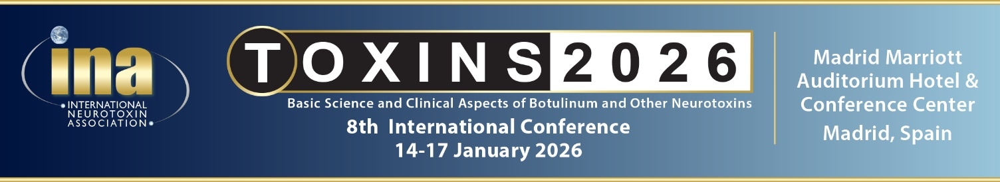 ina
INTERNATIONAL
NEUROTOXIN
ASSOCIATION
TOXINS 2026
Basic Science and Clinical Aspects of Botulinum and Other Neurotoxins
8th International Conference
14-17 January 2026
Madrid Marriott
Auditorium Hotel &
Conference Center
Madrid, Spain